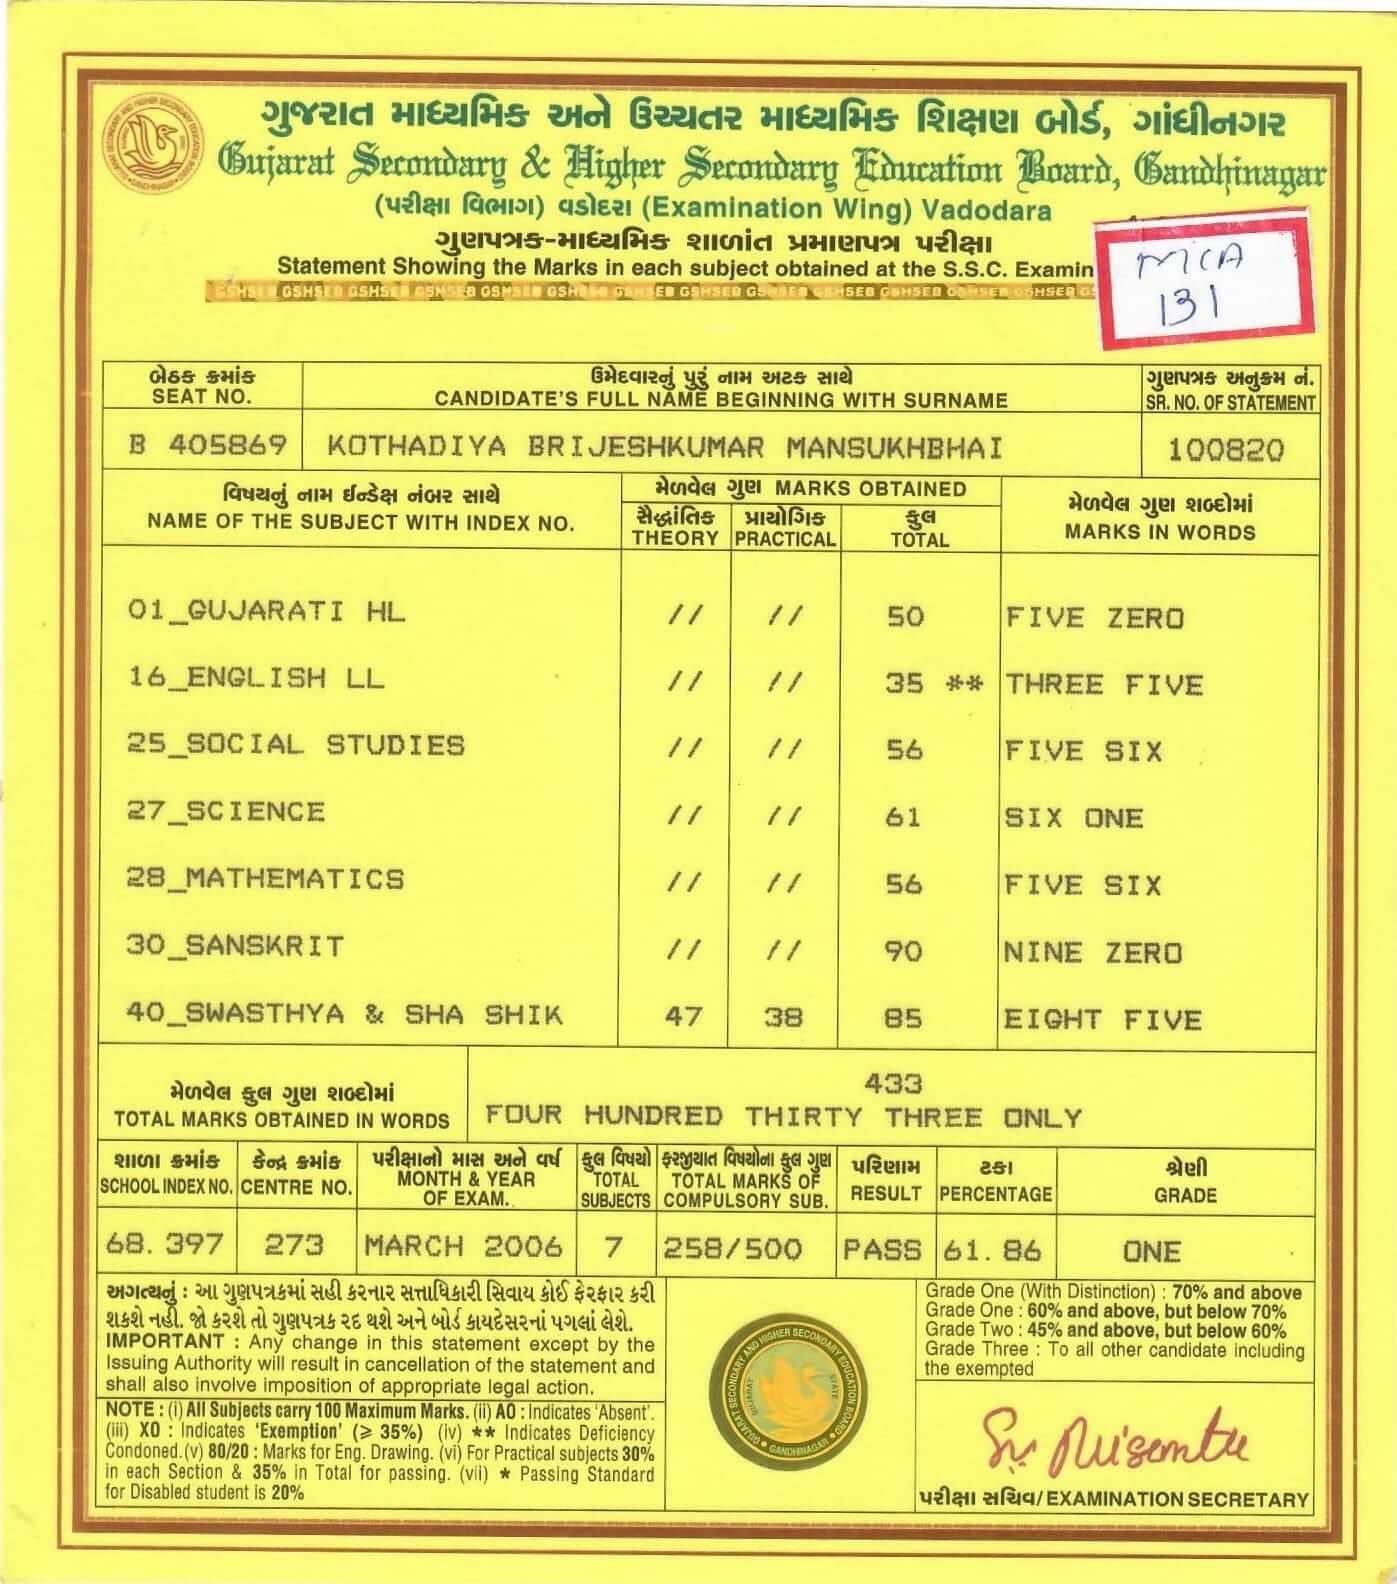 ગુજરાત માધ્યમિક અને ઉચ્ચતર માધ્યમિક શિક્ષણ બોર્ડ, ગાંધીનગર
Gujarat Secondary & Higher Secondary Education Board, Gandhinagar
(પરીક્ષા વિભાગ) વડોદરા (Examination Wing) Vadodara
ગુણપત્રક-માધ્યમિક શાળાંત પ્રમાણપત્ર પરીક્ષા
Statement Showing the Marks in each subject obtained at the S.S.C. Examin
MCA
131
GSHSEB GSHSEB GSHSEB GSHSEB GSHSEB GSHSEB GSHSEB GSHSEB GSHSEB GSHSEB GSHSEB GSHSEB GSHSEB GS
બેઠક ક્રમાંક ઉમેદવારનું પુરું નામ અટક સાથે ગુણપત્રક અનુક્રમ નં.
SEAT NO. CANDIDATE'S FULL NAME BEGINNING WITH SURNAME SR. NO. OF STATEMENT
B 405869 KOTHADIYA BRIJESHKUMAR MANSUKHBHAI 100820
વિષયનું નામ ઈન્ડેક્ષ નંબર સાથે મેળવેલ ગુણ MARKS OBTAINED મેળવેલ ગુણ શબ્દોમાં
NAME OF THE SUBJECT WITH INDEX NO. સૈદ્ધાંતિક પ્રાયોગિક કુલ MARKS IN WORDS
THEORY PRACTICAL TOTAL
01_GUJARATI HL // // 50 FIVE ZERO
16_ENGLISH LL // // 35 ** THREE FIVE
25_SOCIAL STUDIES // // 56 FIVE SIX
27_SCIENCE // // 61 SIX ONE
28_MATHEMATICS // // 56 FIVE SIX
30_SANSKRIT // // 90 NINE ZERO
40_SWASTHYA & SHA SHIK 47 38 85 EIGHT FIVE
મેળવેલ કુલ ગુણ શબ્દોમાં 433
TOTAL MARKS OBTAINED IN WORDS FOUR HUNDRED THIRTY THREE ONLY
શાળા ક્રમાંક કેન્દ્ર ક્રમાંક પરીક્ષાનો માસ અને વર્ષ કુલ વિષયો ફરજીયાત વિષયોના કુલ ગુણ પરિણામ ટકા શ્રેણી
SCHOOL INDEX NO. CENTRE NO. MONTH & YEAR OF EXAM. TOTAL SUBJECTS TOTAL MARKS OF COMPULSORY SUB. RESULT PERCENTAGE GRADE
68.397 273 MARCH 2006 7 258/500 PASS 61.86 ONE
અગત્યનું : આ ગુણપત્રકમાં સહી કરનાર સત્તાધિકારી સિવાય કોઈ ફેરફાર કરી
શકશે નહી. જો કરશે તો ગુણપત્રક રદ થશે અને બોર્ડ કાયદેસરનાં પગલાં લેશે.
IMPORTANT : Any change in this statement except by the
Issuing Authority will result in cancellation of the statement and
shall also involve imposition of appropriate legal action.
NOTE : (i) All Subjects carry 100 Maximum Marks. (ii) AO : Indicates 'Absent'.
(iii) XO : Indicates 'Exemption' (≥ 35%) (iv) ** Indicates Deficiency
Condoned.(v) 80/20 : Marks for Eng. Drawing. (vi) For Practical subjects 30%
in each Section & 35% in Total for passing. (vii) * Passing Standard
for Disabled student is 20%
GUJARAT SECONDARY AND HIGHER SECONDARY EDUCATION BOARD
GUJARAT STATE
GANDHINAGAR
Grade One (With Distinction) : 70% and above
Grade One : 60% and above, but below 70%
Grade Two : 45% and above, but below 60%
Grade Three : To all other candidate including
the exempted
પરીક્ષા સચિવ/EXAMINATION SECRETARY